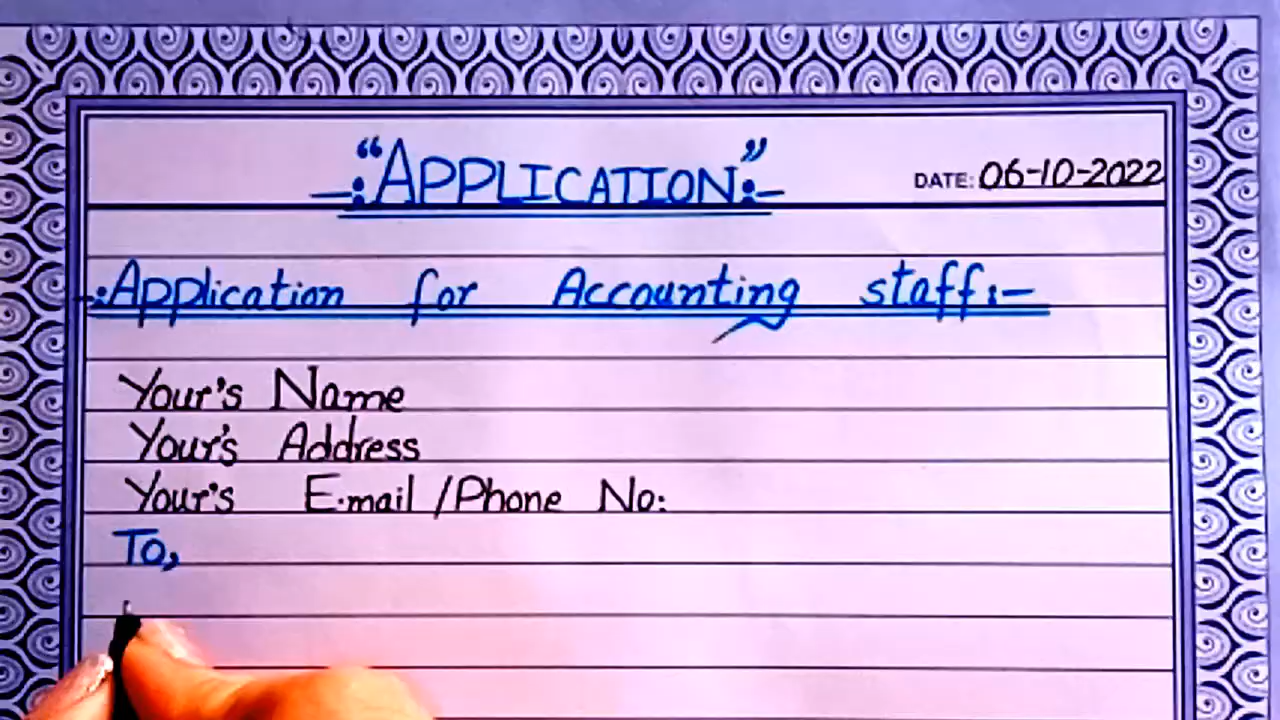 “APPLICATION”
DATE: 06-10-2022
Application for Accounting staff:-
Your's Name
Your's Address
Your's E.mail /Phone No:
To,